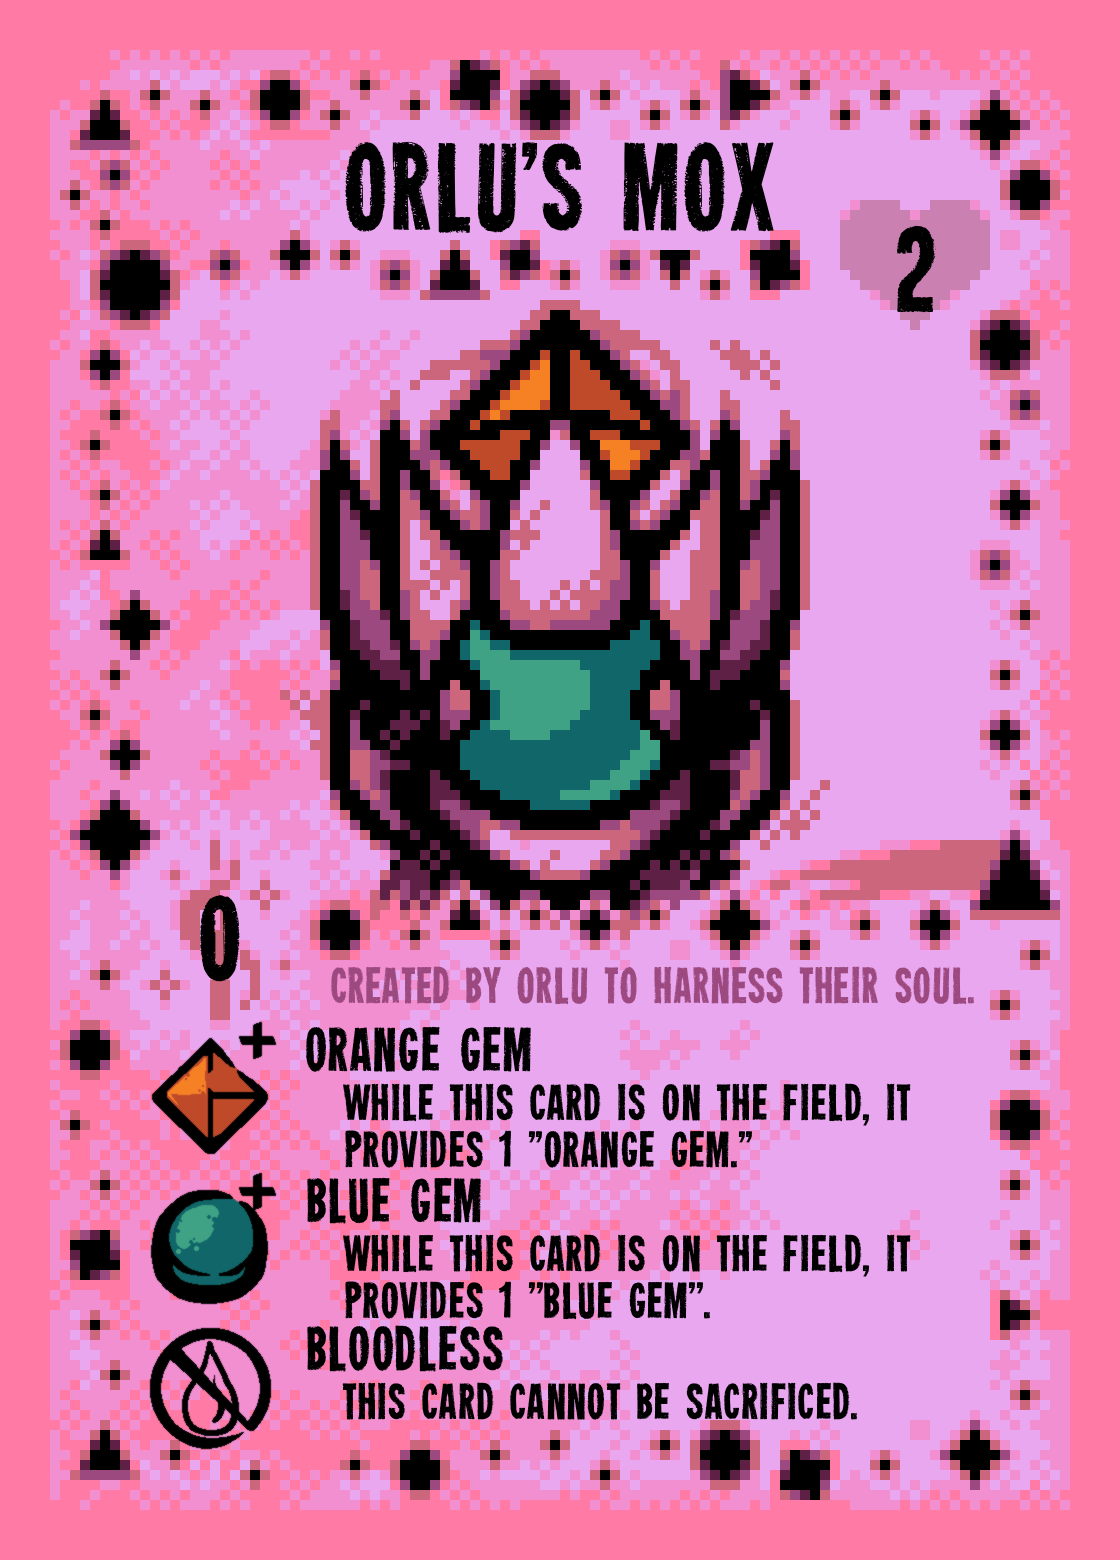 ORLU'S MOX
2
0
CREATED BY ORLU TO HARNESS THEIR SOUL.
ORANGE GEM
WHILE THIS CARD IS ON THE FIELD, IT
PROVIDES 1 "ORANGE GEM."
BLUE GEM
WHILE THIS CARD IS ON THE FIELD, IT
PROVIDES 1 "BLUE GEM".
BLOODLESS
THIS CARD CANNOT BE SACRIFICED.